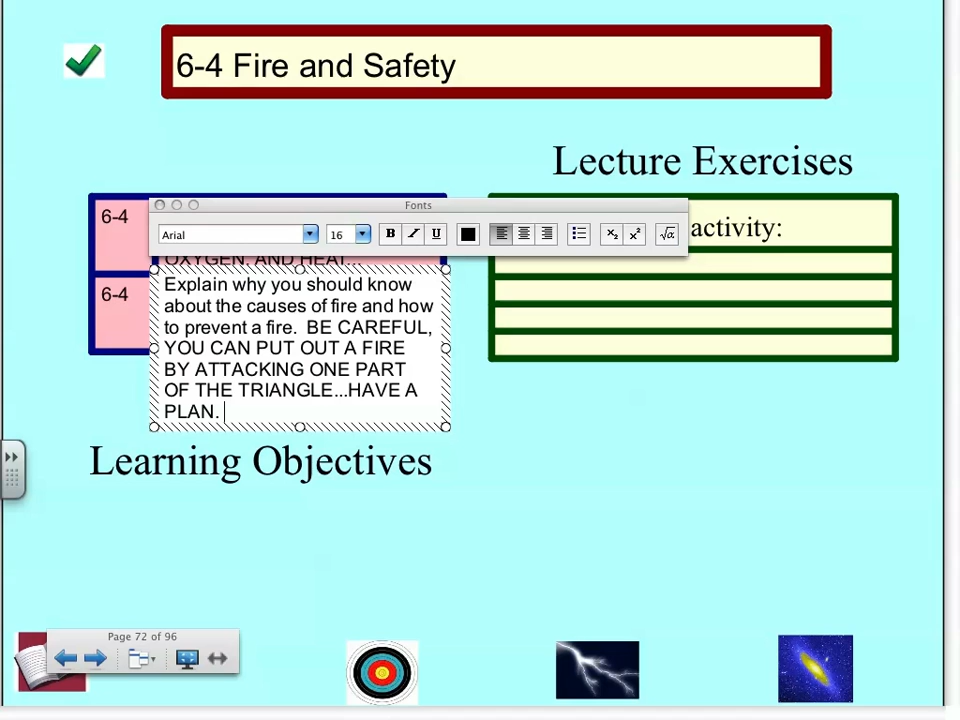 6-4 Fire and Safety
Lecture Exercises
6-4
Fonts
Arial
16
B I U
x₂ x²
√α
activity:
OXYGEN, AND HEAT...
6-4
Explain why you should know
about the causes of fire and how
to prevent a fire.  BE CAREFUL,
YOU CAN PUT OUT A FIRE
BY ATTACKING ONE PART
OF THE TRIANGLE...HAVE A
PLAN.
Learning Objectives
Page 72 of 96